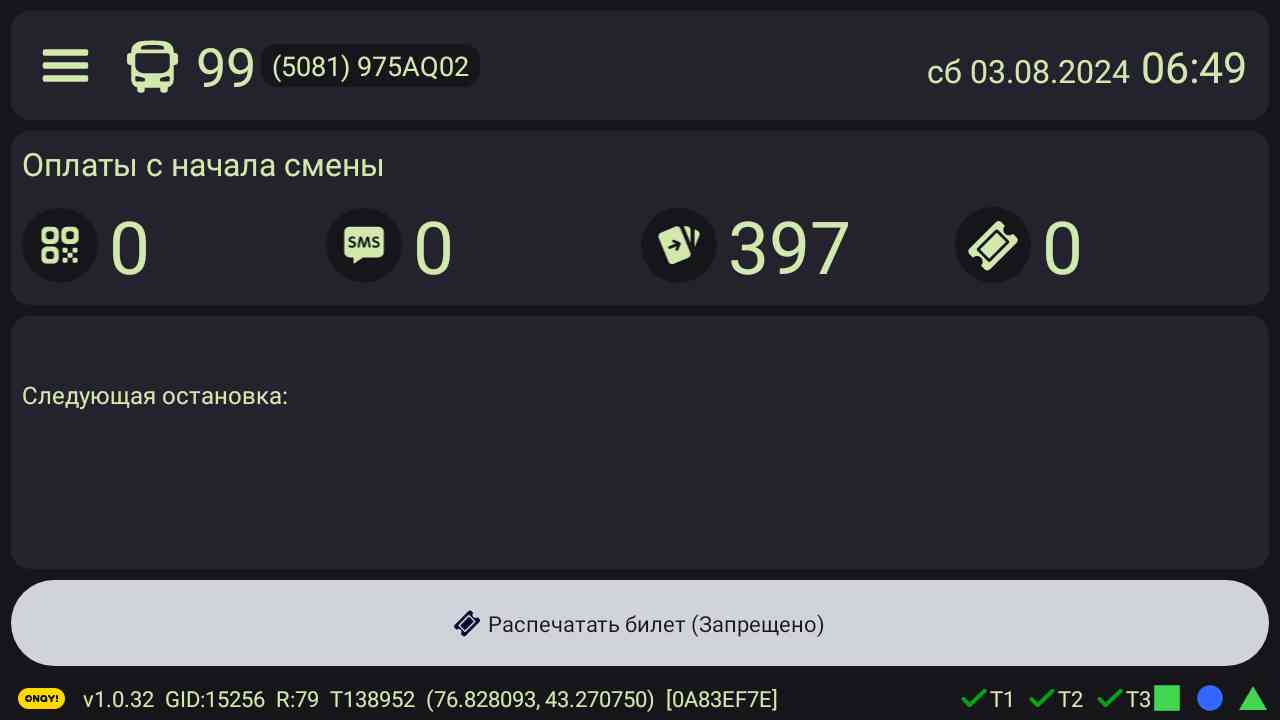 99 (5081) 975AQ02 сб 03.08.2024 06:49
Оплаты с начала смены
0 SMS 0 397 0
Следующая остановка:
Распечатать билет (Запрещено)
ONAY! v1.0.32 GID:15256 R:79 T138952 (76.828093, 43.270750) [0A83EF7E] T1 T2 T3